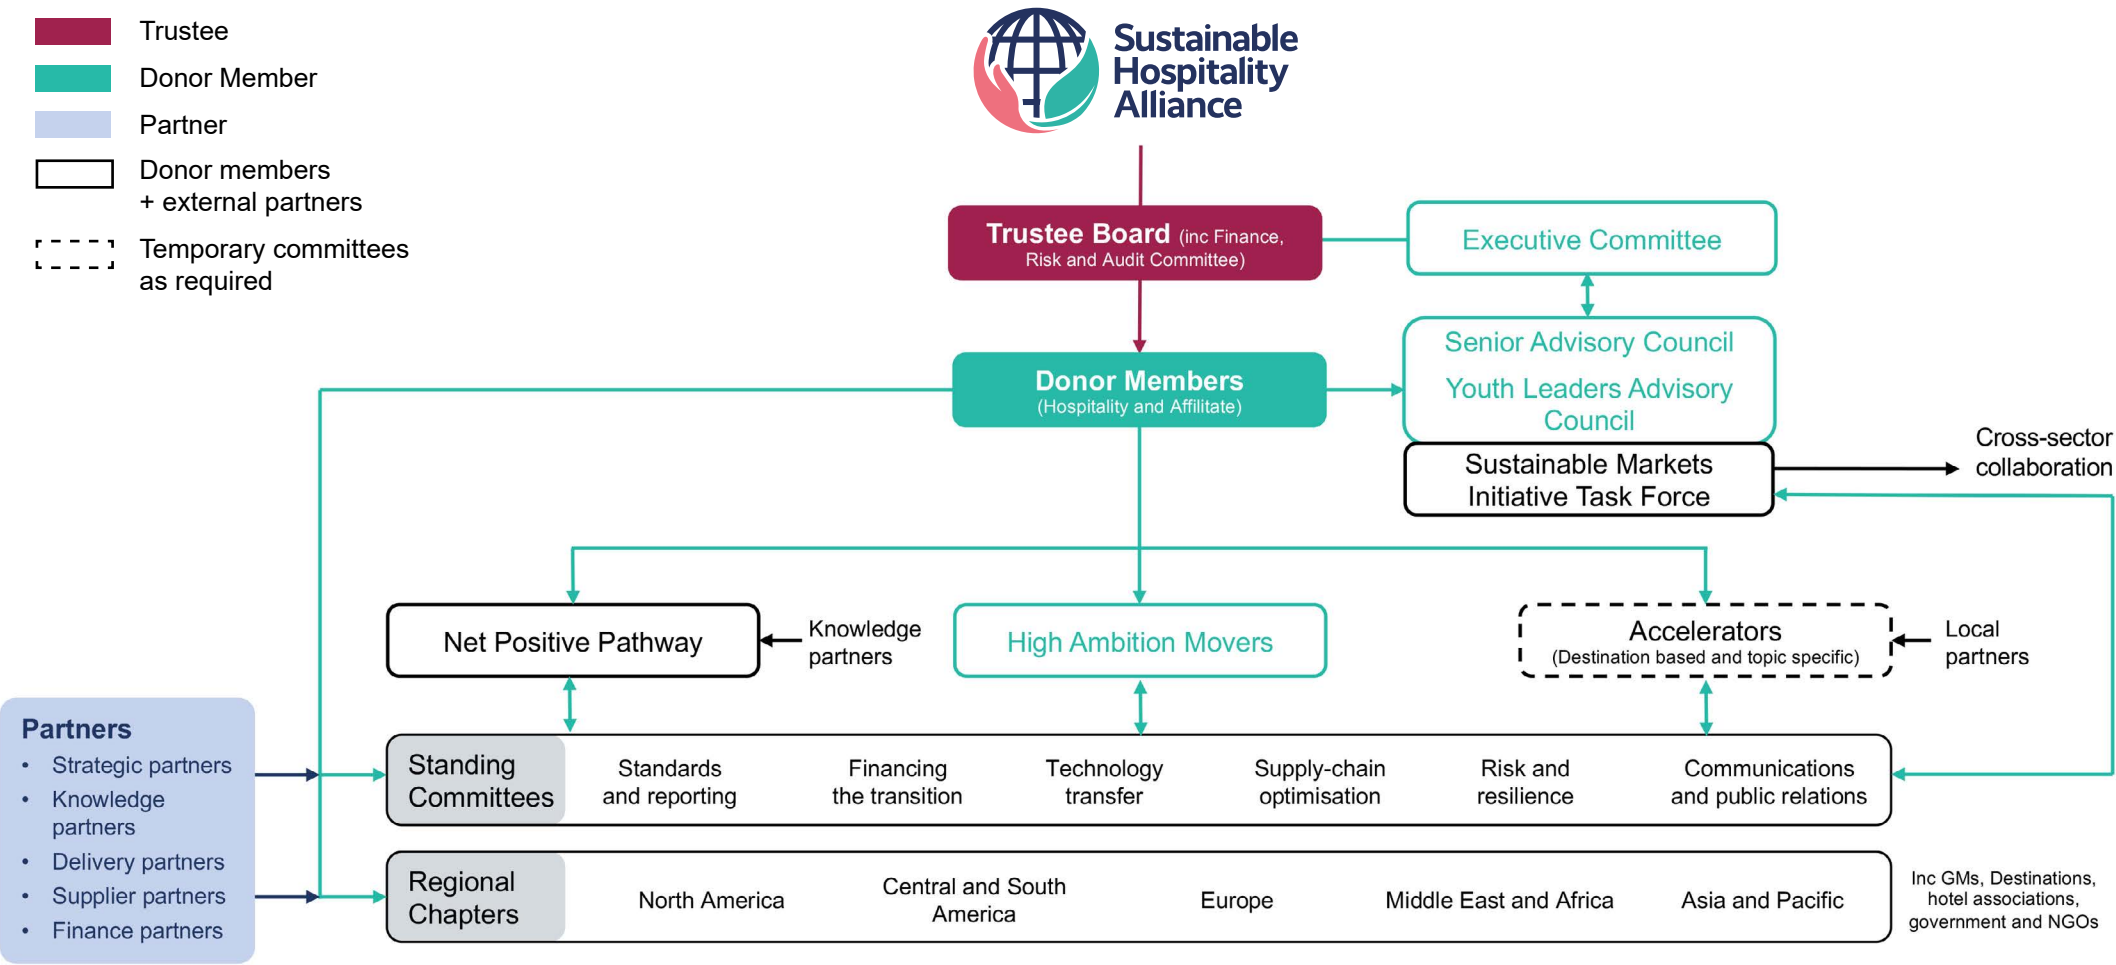 Trustee
Donor Member
Partner
Donor members
+ external partners
Temporary committees
as required
Sustainable
Hospitality
Alliance
Trustee Board (inc Finance,
Risk and Audit Committee)
Executive Committee
Senior Advisory Council
Youth Leaders Advisory
Council
Donor Members
(Hospitality and Affilitate)
Sustainable Markets
Initiative Task Force
Cross-sector
collaboration
Net Positive Pathway
Knowledge
partners
High Ambition Movers
Accelerators
(Destination based and topic specific)
Local
partners
Partners
• Strategic partners
• Knowledge
partners
• Delivery partners
• Supplier partners
• Finance partners
Standing
Committees
Standards
and reporting
Financing
the transition
Technology
transfer
Supply-chain
optimisation
Risk and
resilience
Communications
and public relations
Regional
Chapters
North America
Central and South
America
Europe
Middle East and Africa
Asia and Pacific
Inc GMs, Destinations,
hotel associations,
government and NGOs